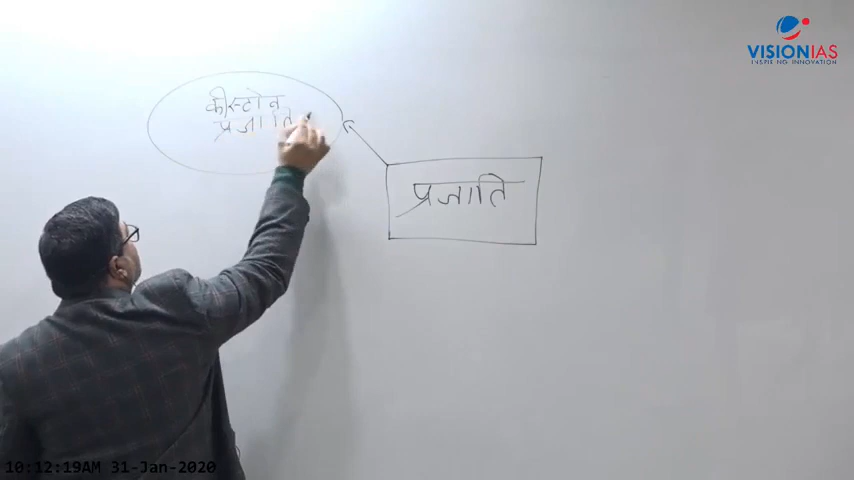 VISIONIAS
INSPIRING INNOVATION
कीस्टोन
प्रजाति
प्रजाति
10:12:19AM 31-Jan-2020